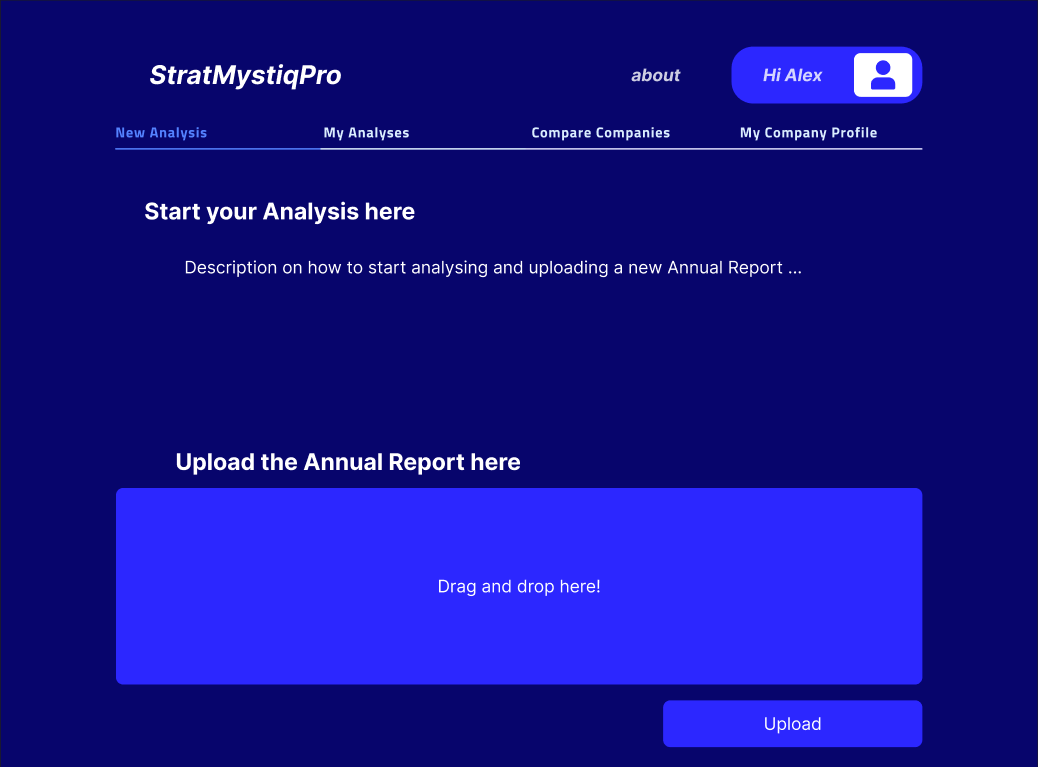 StratMystiqPro
about
Hi Alex
New Analysis
My Analyses
Compare Companies
My Company Profile
Start your Analysis here
Description on how to start analysing and uploading a new Annual Report ...
Upload the Annual Report here
Drag and drop here!
Upload